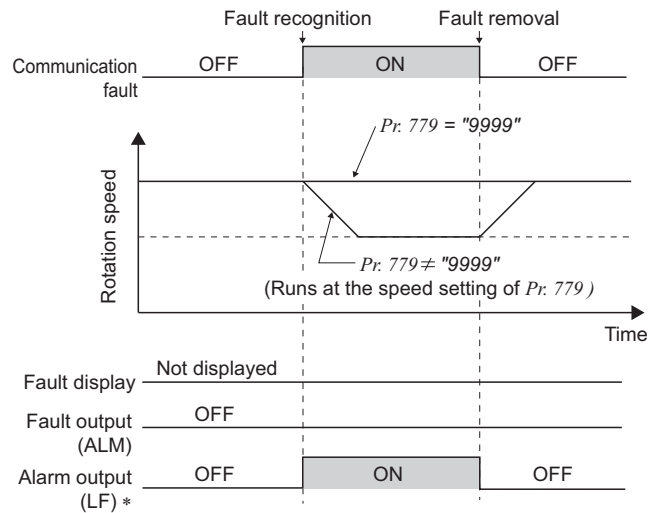 Fault recognition
Fault removal
Communication
fault
OFF
ON
OFF
Pr. 779 = "9999"
Rotation speed
Pr. 779 ≠ "9999"
(Runs at the speed setting of Pr. 779 )
Time
Fault display
Not displayed
Fault output
(ALM)
OFF
Alarm output
(LF) *
OFF
ON
OFF